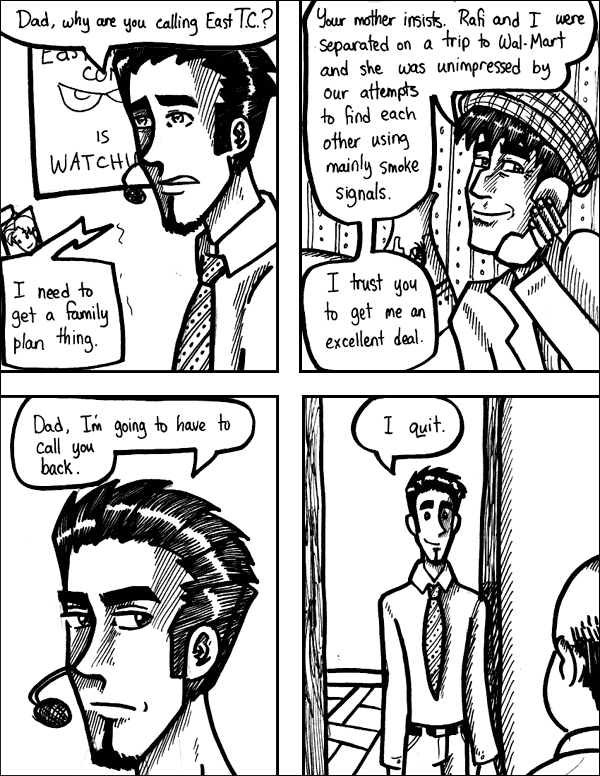 Dad, why are you calling East T.C.?
IS
I need to
get a family
plan thing.
Your mother insists. Rafi and I were
separated on a trip to Wal-Mart
and she was unimpressed by
our attempts
to find each
other using
mainly smoke
signals.
I trust you
to get me an
excellent deal.
Dad, I'm going to have to
call you
back.
I quit.